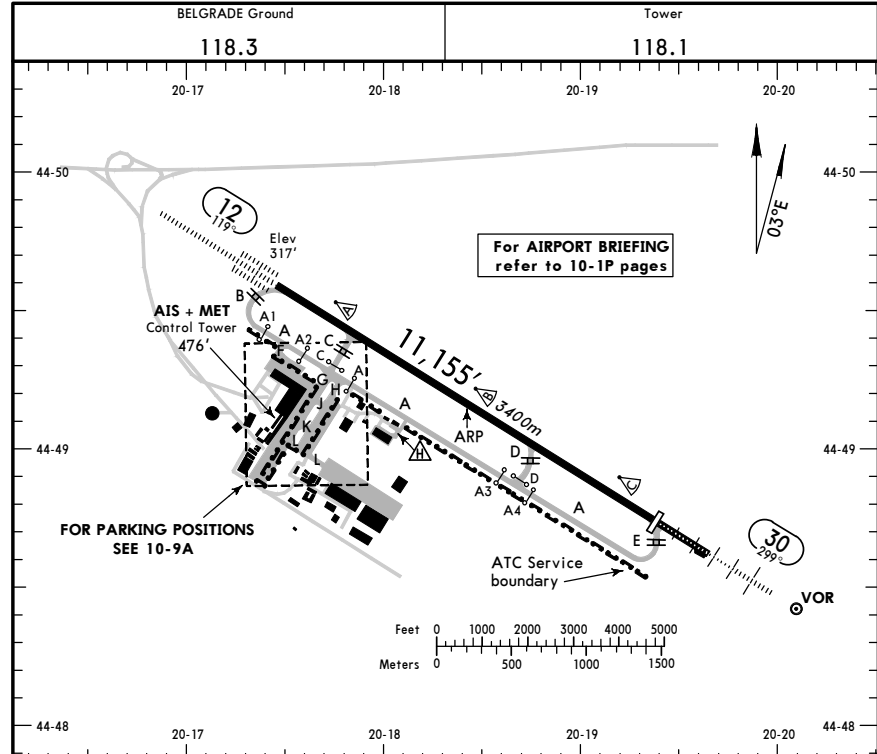 BELGRADE Ground
Tower
118.3
118.1
20-17
20-18
20-19
20-20
44-50
44-50
12
119°
Elev
317'
03°E
For AIRPORT BRIEFING
refer to 10-1P pages
B
A
AIS + MET
Control Tower
476'
A1
A
A2
C
C
F
G
A
H
J
K
L
L
11,155'
B
3400m
A
ARP
H
44-49
44-49
D
D
C
A3
A4
A
E
FOR PARKING POSITIONS
SEE 10-9A
ATC Service
boundary
30
299°
VOR
Feet 0 1000 2000 3000 4000 5000
Meters 0 500 1000 1500
44-48
44-48
20-17
20-18
20-19
20-20